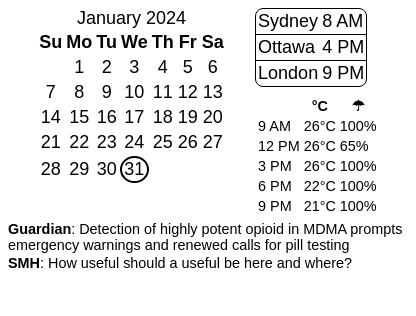 January 2024
Su Mo Tu We Th Fr Sa
1 2 3 4 5 6
7 8 9 10 11 12 13
14 15 16 17 18 19 20
21 22 23 24 25 26 27
28 29 30 31
Sydney 8 AM
Ottawa 4 PM
London 9 PM
°C ☂
9 AM 26°C 100%
12 PM 26°C 65%
3 PM 26°C 100%
6 PM 22°C 100%
9 PM 21°C 100%
Guardian: Detection of highly potent opioid in MDMA prompts
emergency warnings and renewed calls for pill testing
SMH: How useful should a useful be here and where?